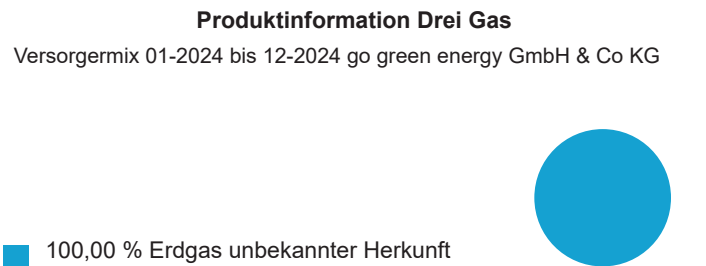 Produktinformation Drei Gas
Versorgermix 01-2024 bis 12-2024 go green energy GmbH & Co KG
100,00 % Erdgas unbekannter Herkunft